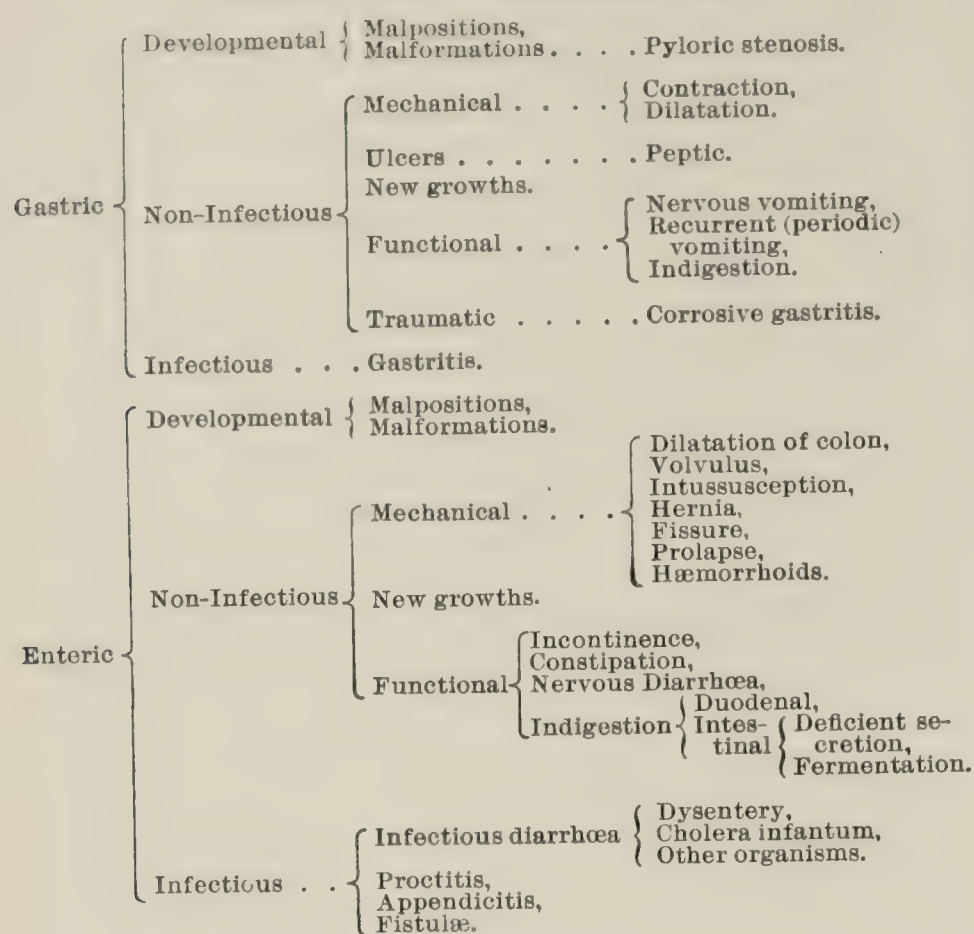 Developmental { Malpositions,
Malformations . . . . Pyloric stenosis.
Mechanical . . . . { Contraction,
Dilatation.
Ulcers . . . . . . . Peptic.
New growths.
Gastric { Non-Infectious {
Functional . . . . { Nervous vomiting,
Recurrent (periodic)
vomiting,
Indigestion.
Traumatic . . . . . Corrosive gastritis.
Infectious . . . Gastritis.
Developmental { Malpositions,
Malformations.
Mechanical . . . . { Dilatation of colon,
Volvulus,
Intussusception,
Hernia,
Fissure,
Prolapse,
Hæmorrhoids.
Non-Infectious { New growths.
Enteric {
Functional { Incontinence,
Constipation,
Nervous Diarrhœa,
Indigestion { Duodenal,
Intes-
tinal { Deficient se-
cretion,
Fermentation.
Infectious . . { Infectious diarrhœa { Dysentery,
Cholera infantum,
Other organisms.
Proctitis,
Appendicitis,
Fistulæ.